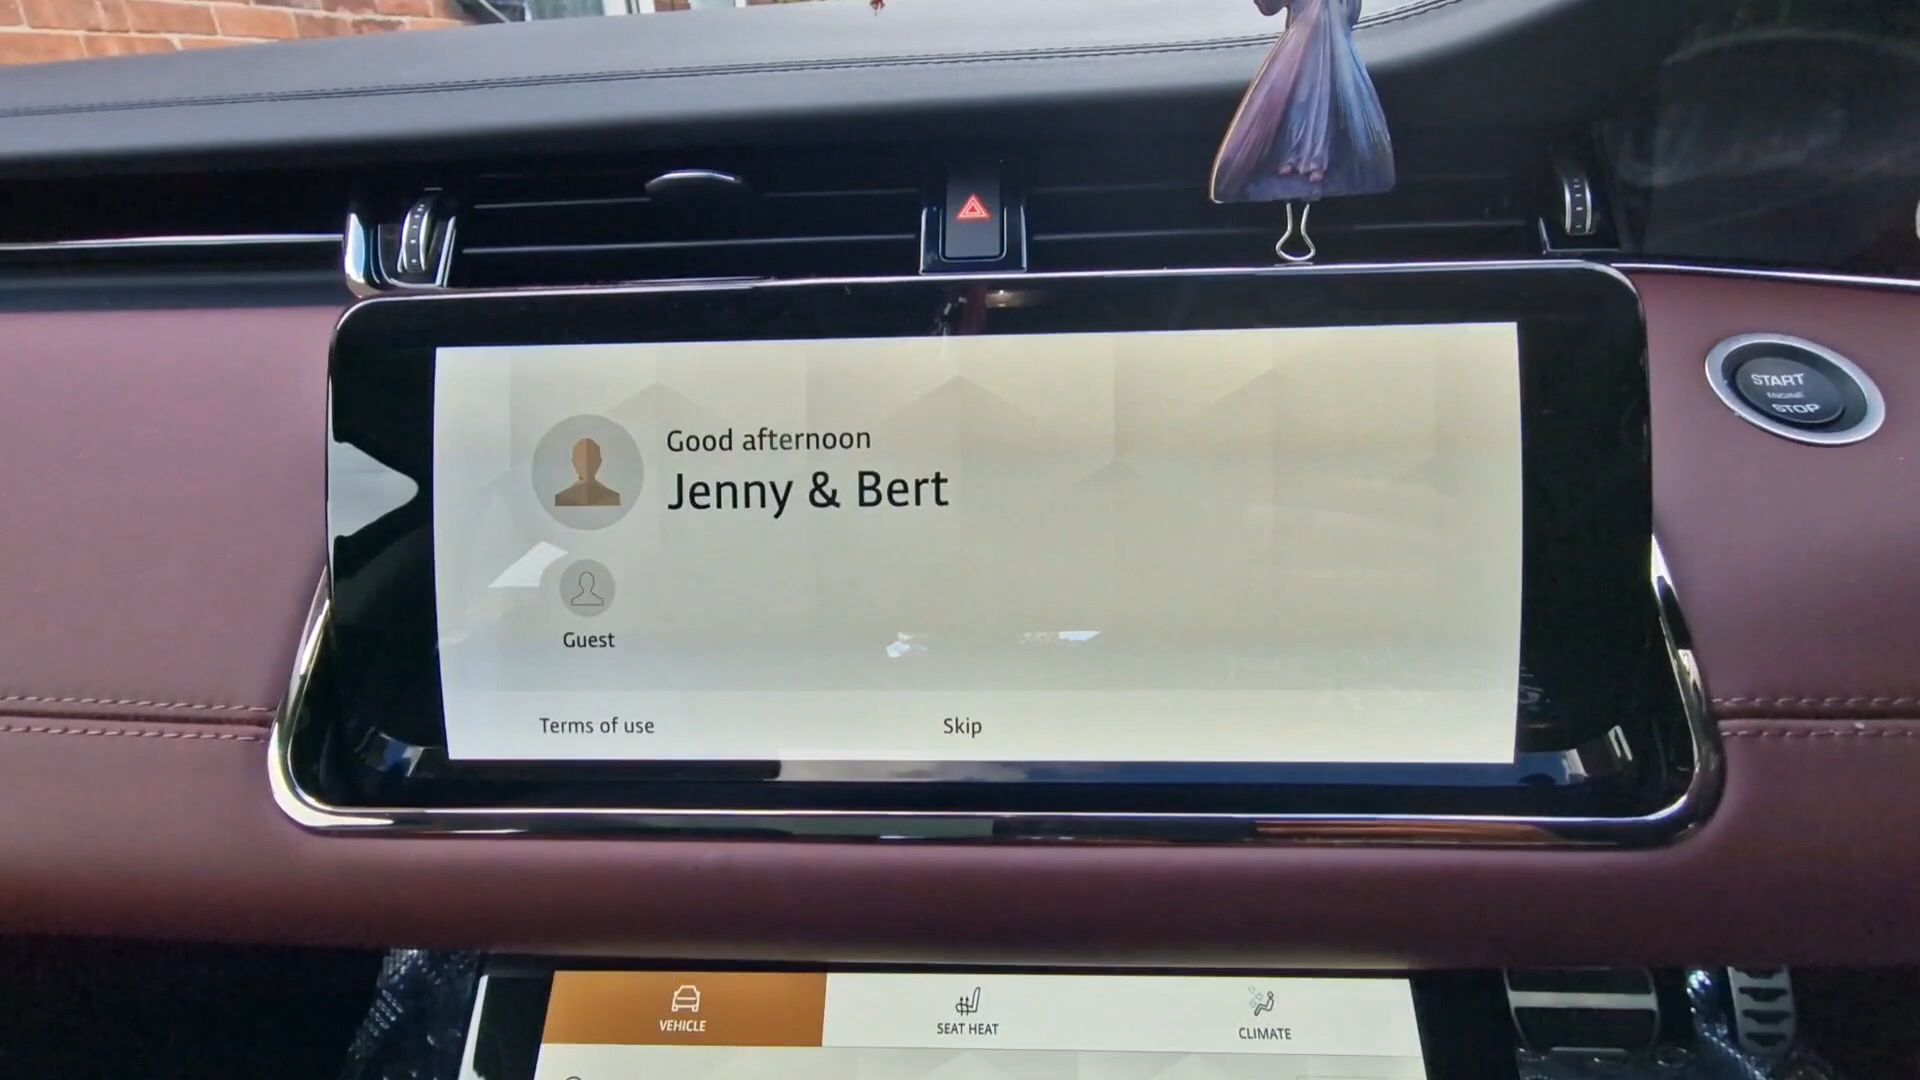 START
ENGINE
STOP
Good afternoon
Jenny & Bert
Guest
Terms of use
Skip
VEHICLE
SEAT HEAT
CLIMATE